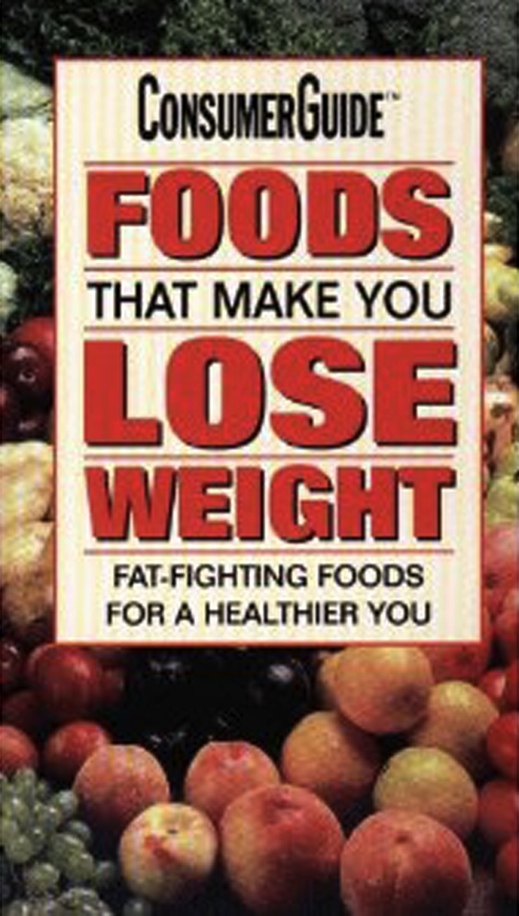 CONSUMERGUIDE™
FOODS
THAT MAKE YOU
LOSE
WEIGHT
FAT-FIGHTING FOODS
FOR A HEALTHIER YOU